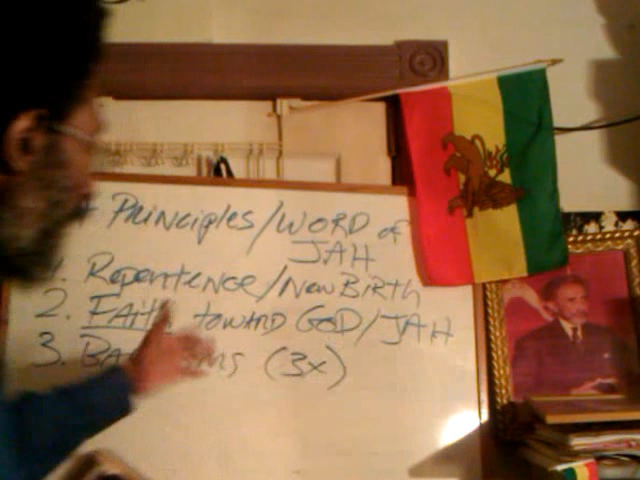 Principles/WORD of
JAH
1. Repentence/New Birth
2. Faith toward GOD/JAH
3. (3x)